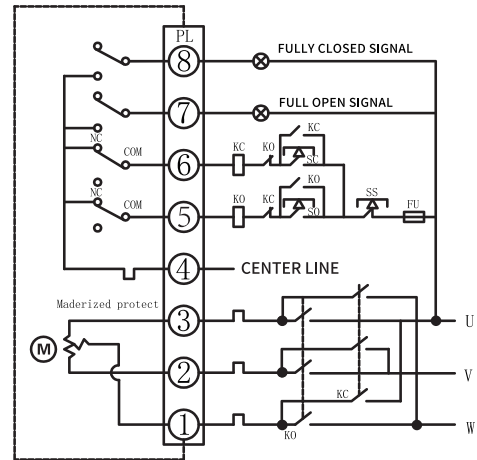 PL
8
FULLY CLOSED SIGNAL
7
FULL OPEN SIGNAL
KC
NC
COM
6
KC
KO
SC
KO
NC
COM
5
KO
KC
SO
SS
FU
4
CENTER LINE
Maderized protect
3
U
M
2
V
KC
1
KO
W